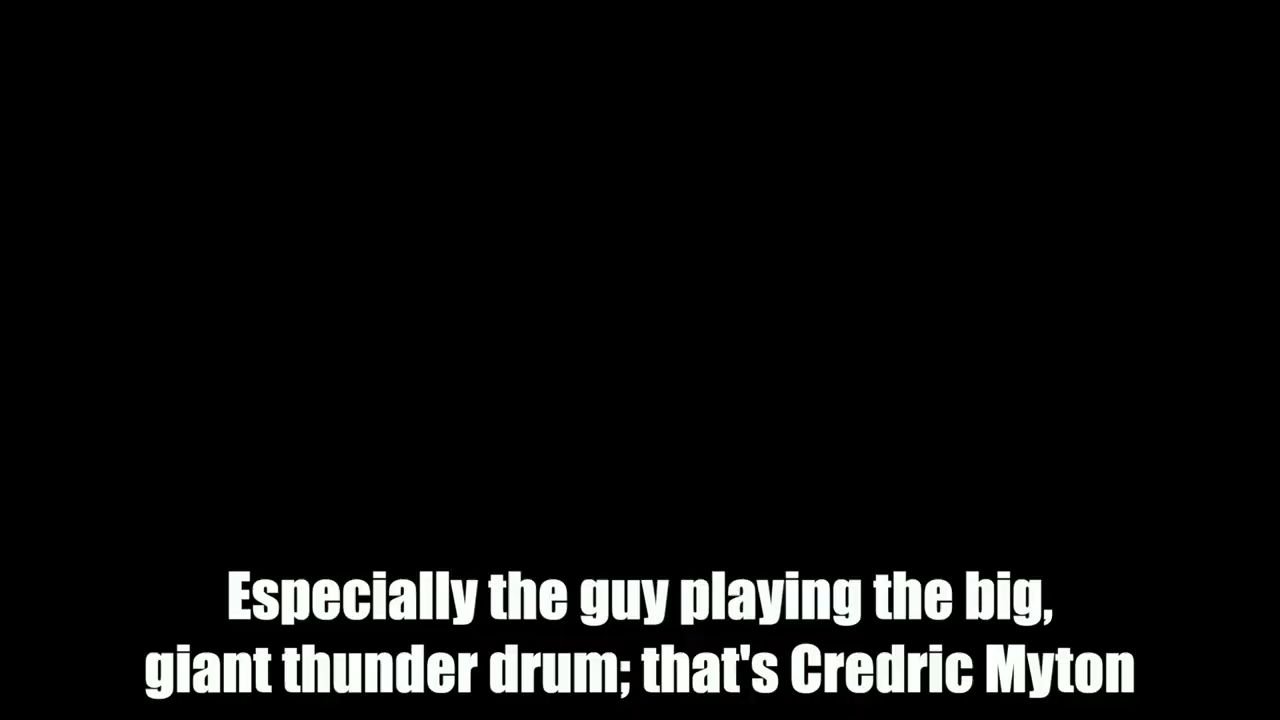 Especially the guy playing the big,
giant thunder drum; that's Credric Myton